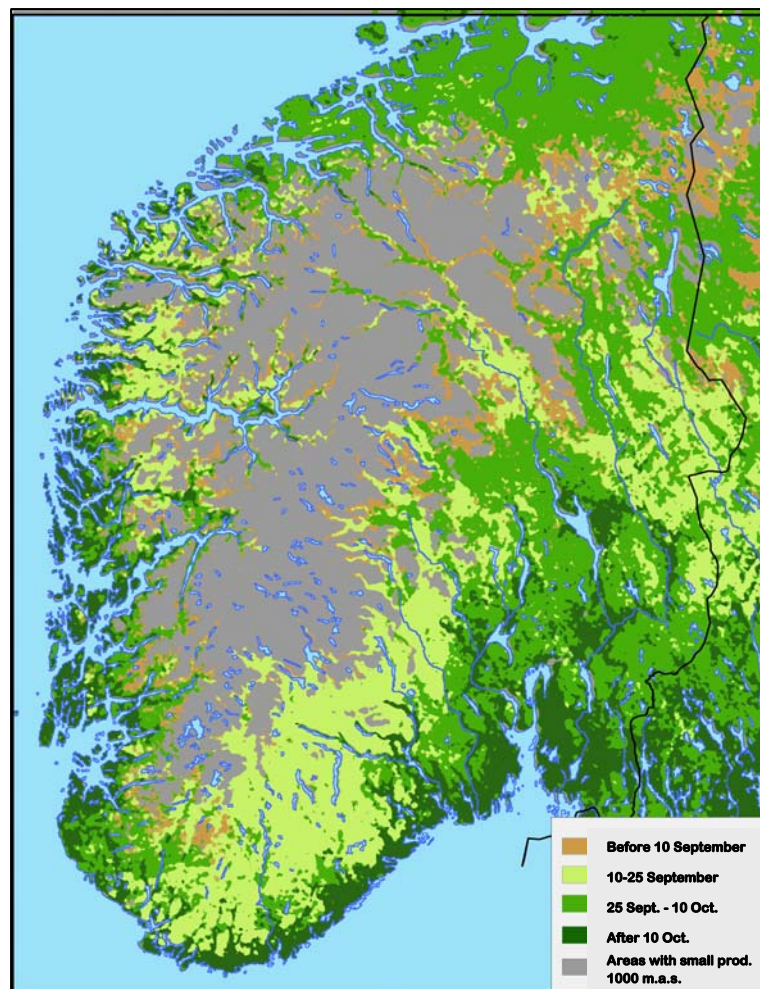 Before 10 September
10-25 September
25 Sept. - 10 Oct.
After 10 Oct.
Areas with small prod.
1000 m.a.s.